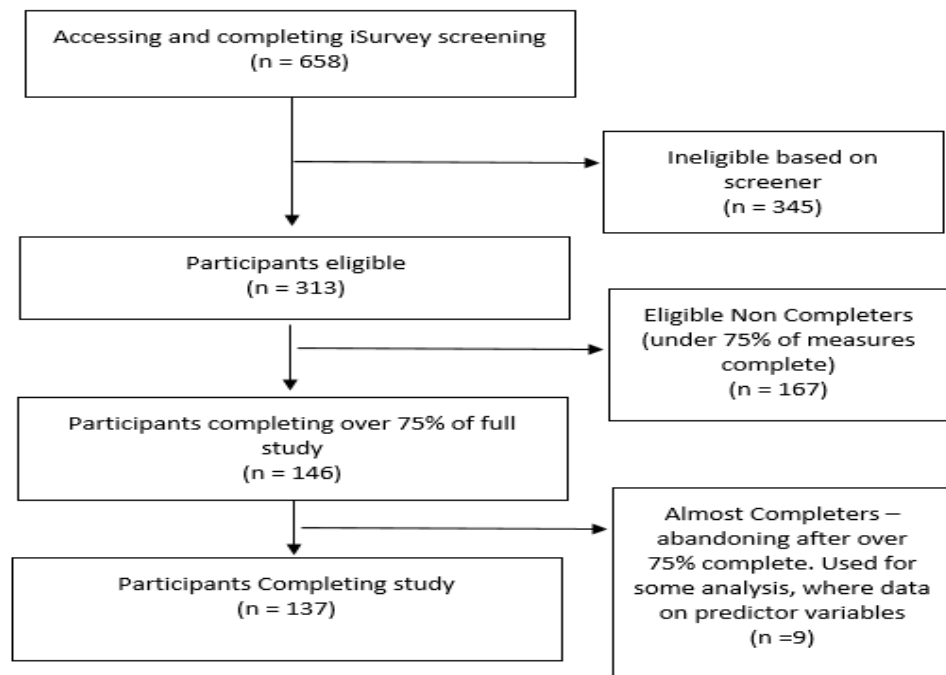 Accessing and completing iSurvey screening
(n = 658)
Ineligible based on
screener
(n = 345)
Participants eligible
(n = 313)
Eligible Non Completers
(under 75% of measures
complete)
(n = 167)
Participants completing over 75% of full
study
(n = 146)
Almost Completers –
abandoning after over
75% complete. Used for
some analysis, where data
on predictor variables
(n =9)
Participants Completing study
(n = 137)